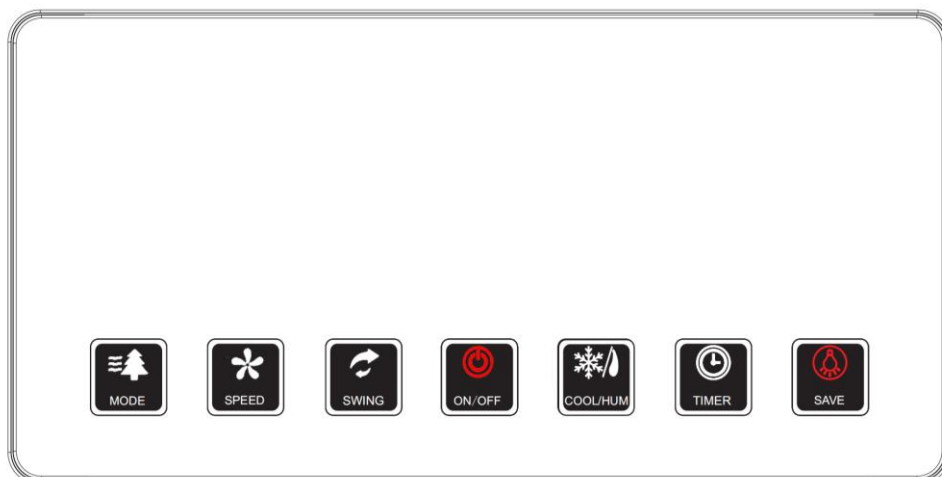 MODE
SPEED
SWING
ON/OFF
COOL/HUM
TIMER
SAVE